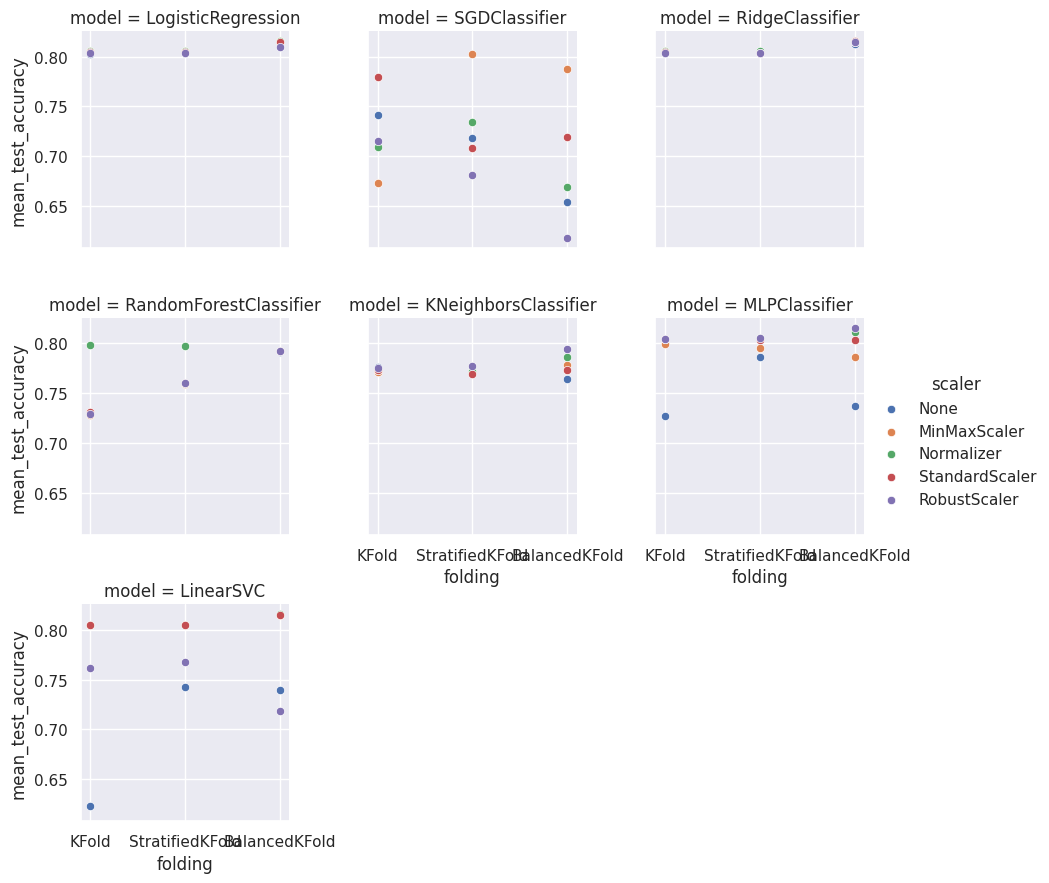 model = LogisticRegression
model = SGDClassifier
model = RidgeClassifier
0.80
0.75
0.70
0.65
mean_test_accuracy
model = RandomForestClassifier
model = KNeighborsClassifier
model = MLPClassifier
0.80
0.75
0.70
0.65
mean_test_accuracy
KFold
StratifiedKFold
BalancedKFold
folding
KFold
StratifiedKFold
BalancedKFold
folding
scaler
None
MinMaxScaler
Normalizer
StandardScaler
RobustScaler
model = LinearSVC
0.80
0.75
0.70
0.65
mean_test_accuracy
KFold
StratifiedKFold
BalancedKFold
folding